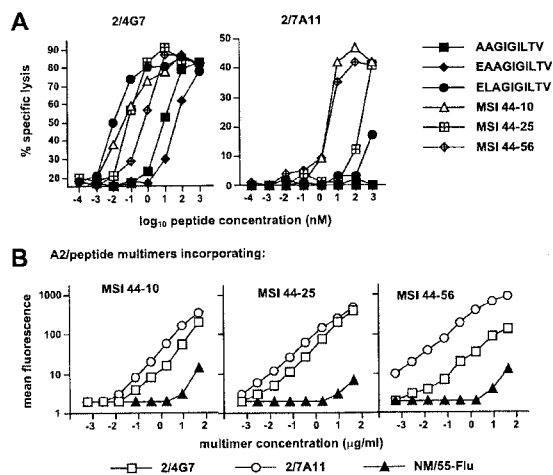 A
2/4G7
2/7A11
% specific lysis
90
80
70
60
50
40
30
20
50
40
30
20
10
0
-4 -3 -2 -1 0 1 2 3
-4 -3 -2 -1 0 1 2 3
log10 peptide concentration (nM)
AAGIGILTV
EAAGIGILTV
ELAGIGILTV
MSI 44-10
MSI 44-25
MSI 44-56
B
A2/peptide multimers incorporating:
MSI 44-10
MSI 44-25
MSI 44-56
mean fluorescence
1000
100
10
1
-3 -2 -1 0 1 2
-3 -2 -1 0 1 2
-3 -2 -1 0 1 2
multimer concentration (μg/ml)
2/4G7
2/7A11
NM/55-Flu